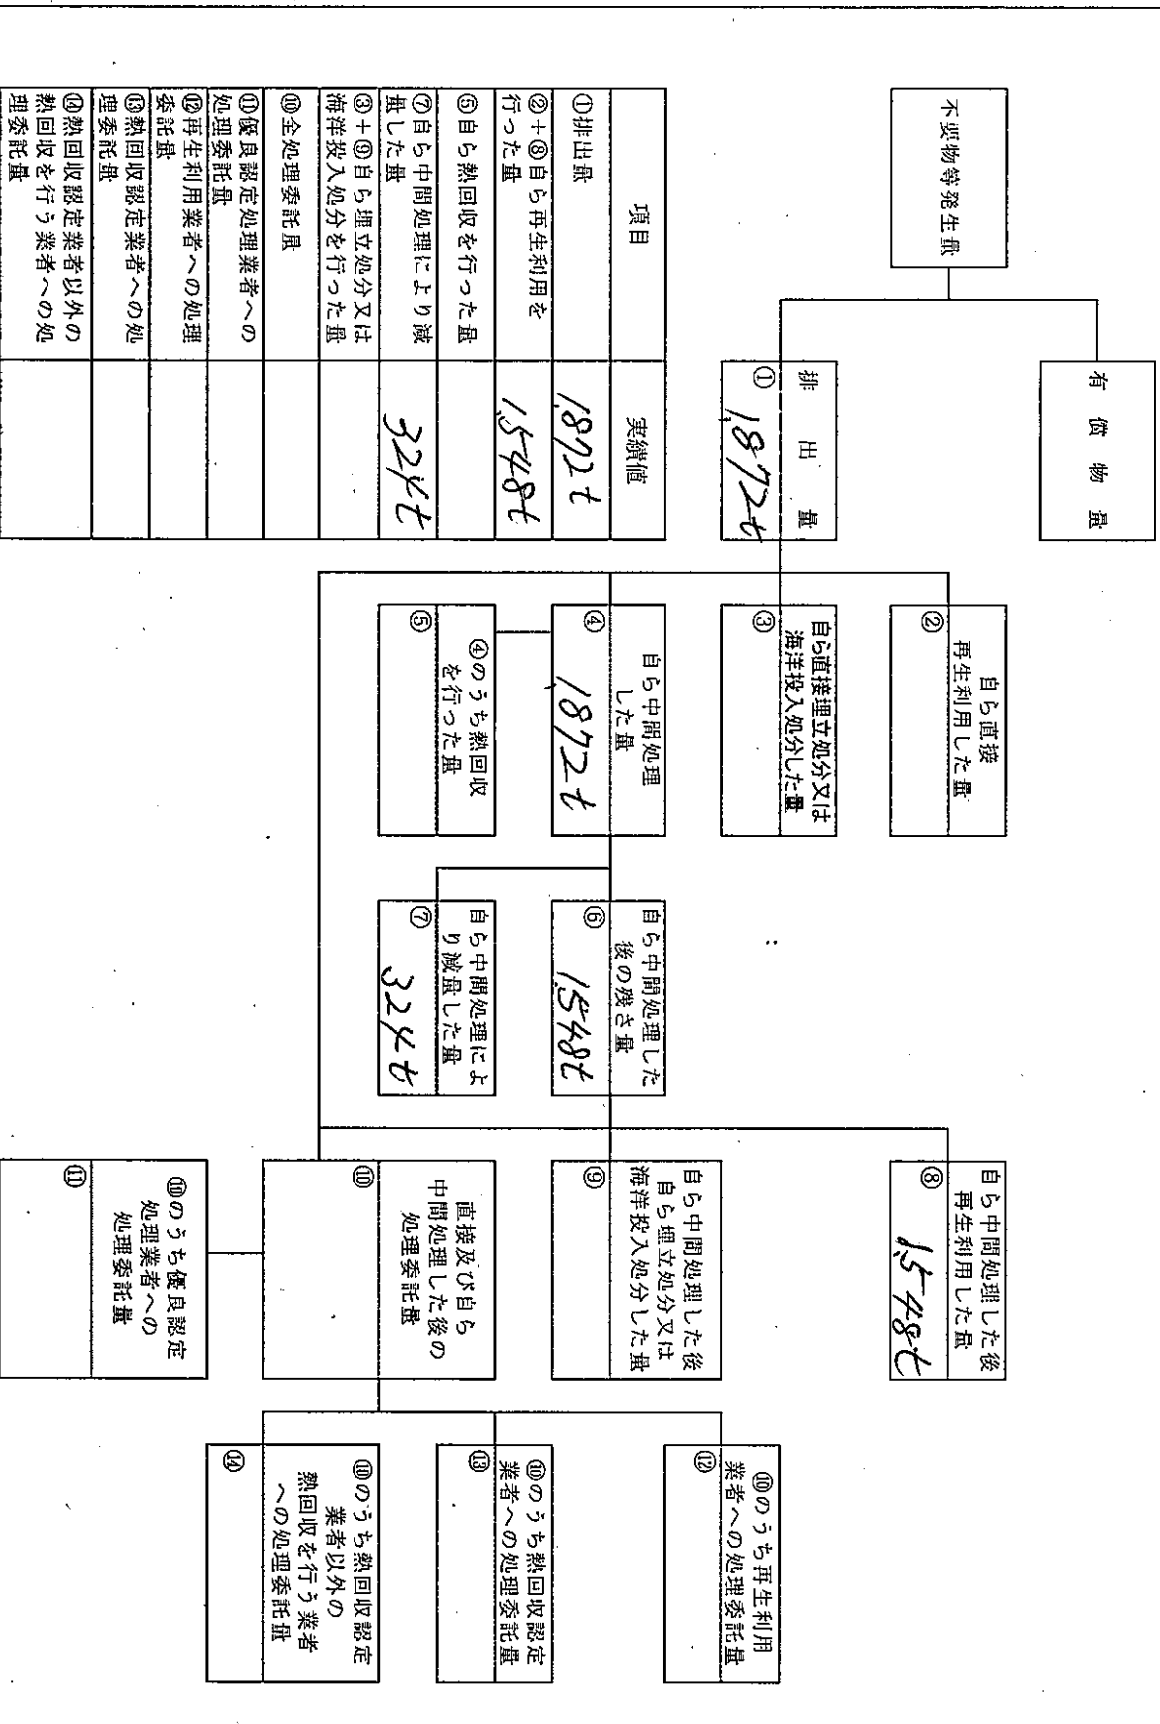 不要物等発生量
有償物量
排出量
① 1,872t
自ら直接
再生利用した量
②
自ら直接埋立処分又は
海洋投入処分した量
③
自ら中間処理
した量
④ 1,872t
④のうち熱回収
を行った量
⑤
自ら中間処理した
後の残さ量
⑥ 1,548t
自ら中間処理によ
り減量した量
⑦ 324t
自ら中間処理した後
再生利用した量
⑧ 1,548t
自ら中間処理した後
自ら埋立処分又は
海洋投入処分した量
⑨
直接及び自ら
中間処理した後の
処理委託量
⑩
⑩のうち優良認定
処理業者への
処理委託量
⑪
⑩のうち再生利用
業者への処理委託量
⑫
⑩のうち熱回収認定
業者への処理委託量
⑬
⑩のうち熱回収認定
業者以外の
熱回収を行う業者
への処理委託量
⑭
項目 実績値
①排出量 1,872t
②+⑧自ら再生利用を
行った量 1,548t
⑤自ら熱回収を行った量
⑦自ら中間処理により減
量した量 324t
③+⑨自ら埋立処分又は
海洋投入処分を行った量
⑩全処理委託量
⑪優良認定処理業者への
処理委託量
⑫再生利用業者への処理
委託量
⑬熱回収認定業者への処
理委託量
⑭熱回収認定業者以外の
熱回収を行う業者への処
理委託量